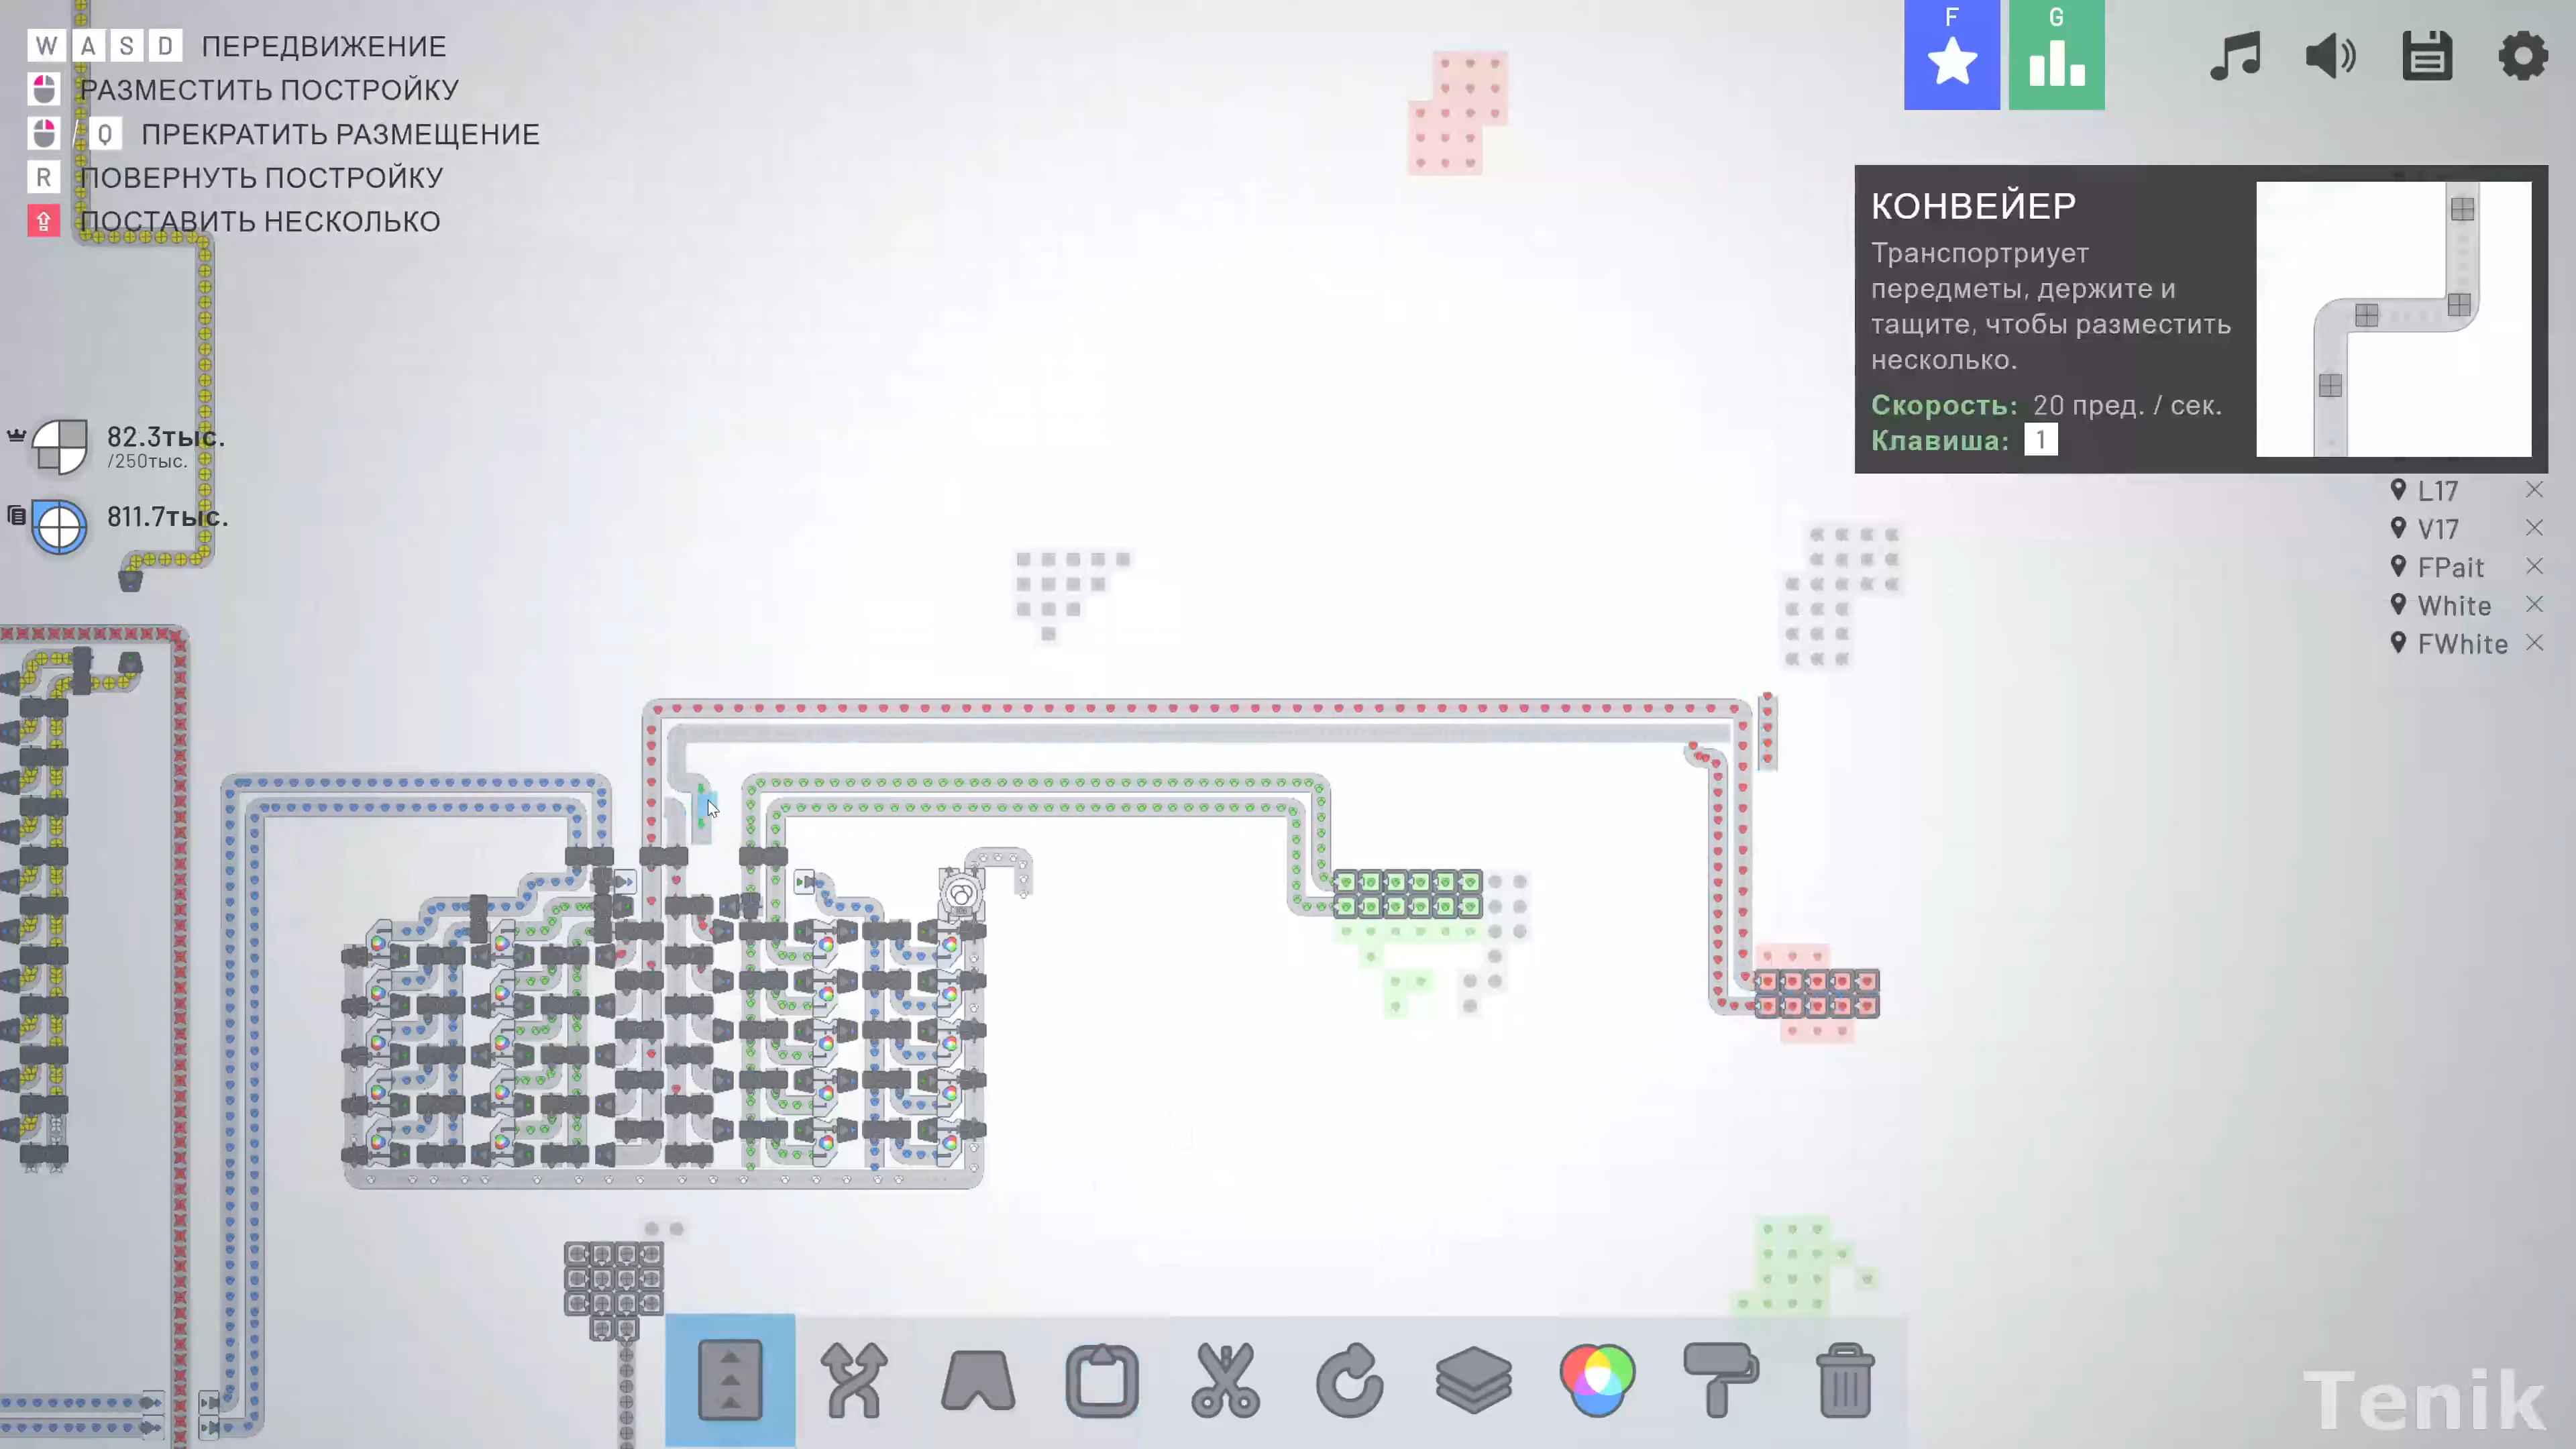 W A S D ПЕРЕДВИЖЕНИЕ
РАЗМЕСТИТЬ ПОСТРОЙКУ
/ Q ПРЕКРАТИТЬ РАЗМЕЩЕНИЕ
R ПОВЕРНУТЬ ПОСТРОЙКУ
ПОСТАВИТЬ НЕСКОЛЬКО
F G
КОНВЕЙЕР
Транспортриует
передметы, держите и
тащите, чтобы разместить
несколько.
Скорость: 20 пред. / сек.
Клавиша: 1
82.3тыс.
/250тыс.
811.7тыс.
L17
V17
FPait
White
FWhite
Tenik